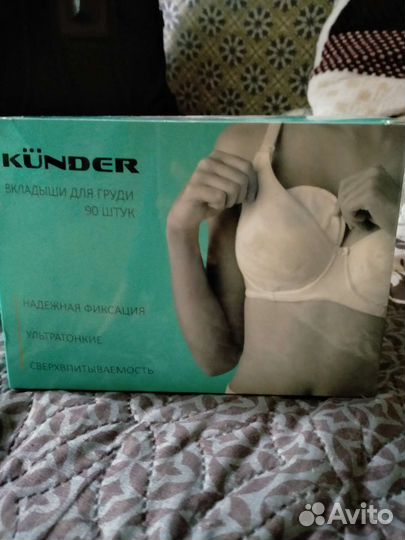 KÜNDER
ВКЛАДЫШИ ДЛЯ ГРУДИ
90 ШТУК
НАДЕЖНАЯ ФИКСАЦИЯ
УЛЬТРАТОНКИЕ
СВЕРХВПИТЫВАЕМОСТЬ
Avito